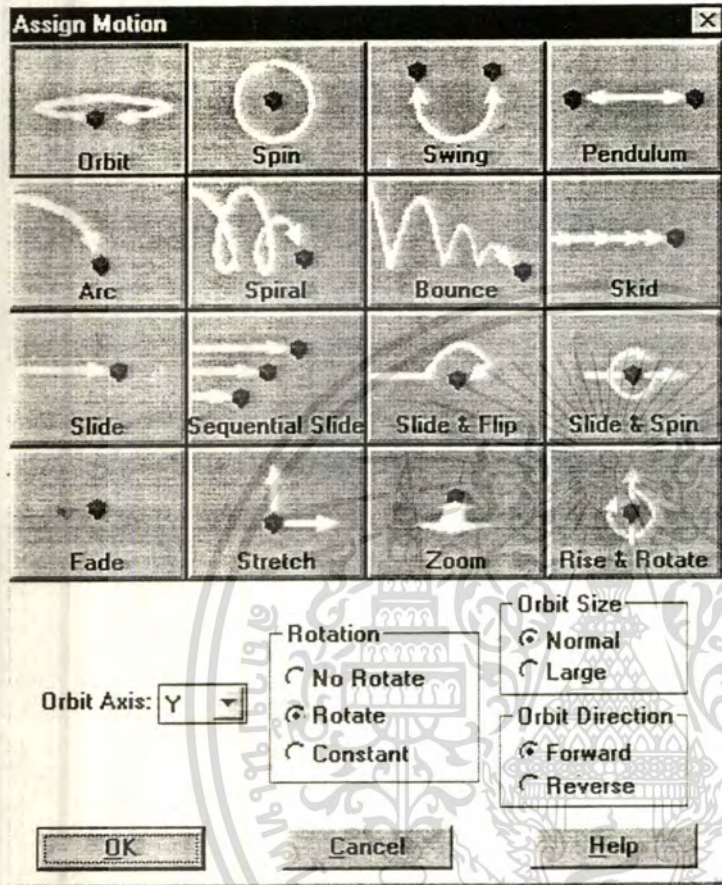 Assign Motion
Orbit Spin Swing Pendulum
Arc Spiral Bounce Skid
Slide Sequential Slide Slide & Flip Slide & Spin
Fade Stretch Zoom Rise & Rotate
Orbit Axis: Y
Rotation
No Rotate
Rotate
Constant
Orbit Size
Normal
Large
Orbit Direction
Forward
Reverse
OK Cancel Help